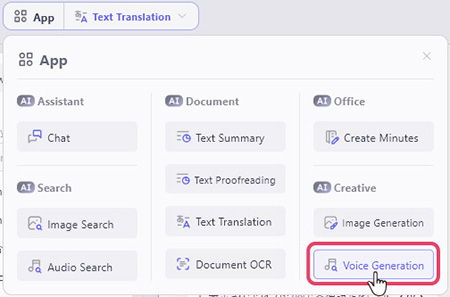 App
Text Translation
App
AI Assistant
Chat
AI Search
Image Search
Audio Search
AI Document
Text Summary
Text Proofreading
Text Translation
Document OCR
AI Office
Create Minutes
AI Creative
Image Generation
Voice Generation